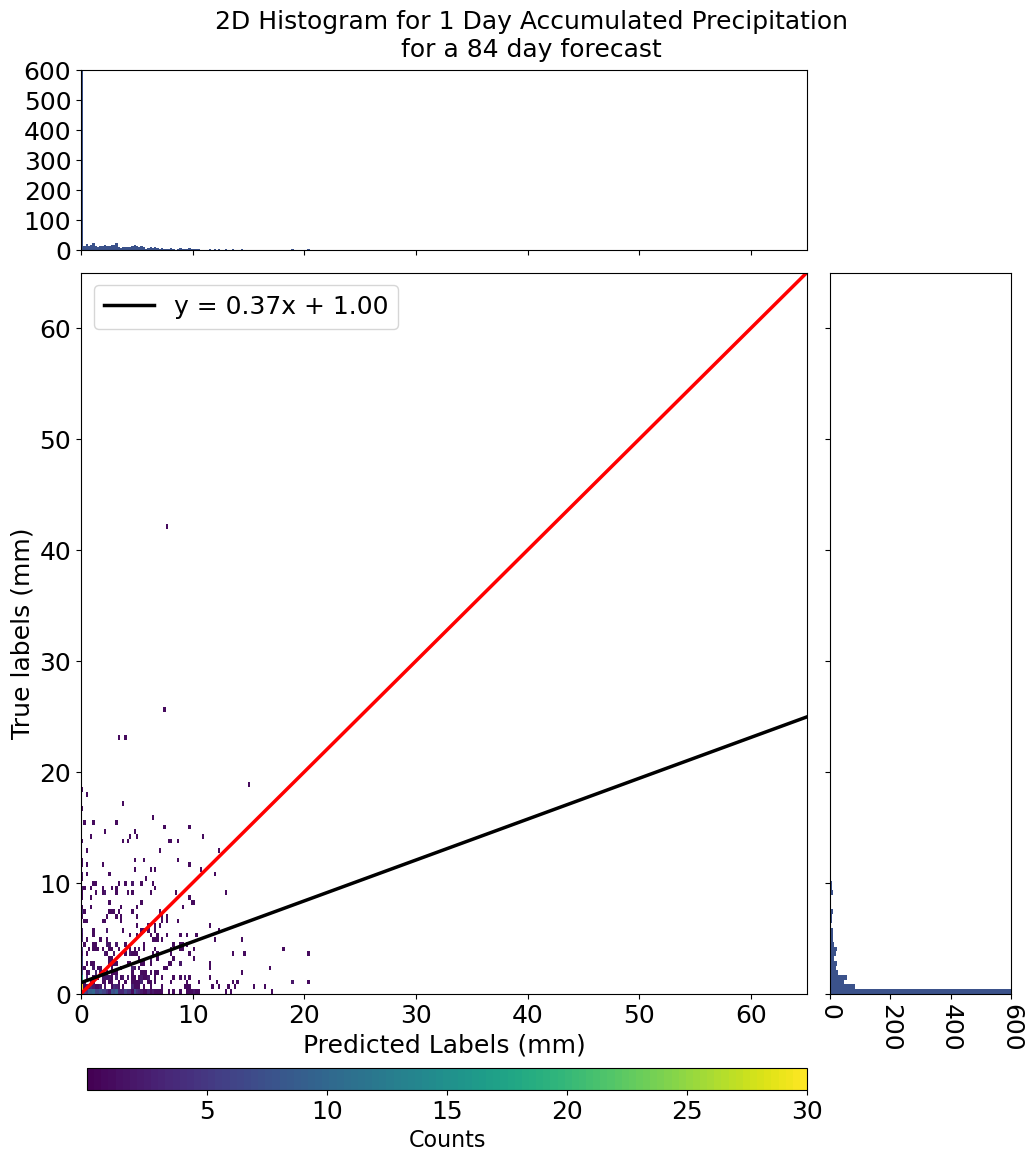 2D Histogram for 1 Day Accumulated Precipitation
for a 84 day forecast
600
500
400
300
200
100
0
y = 0.37x + 1.00
60
50
40
30
20
10
0
True labels (mm)
0 10 20 30 40 50 60
Predicted Labels (mm)
0 200 400 600
5 10 15 20 25 30
Counts